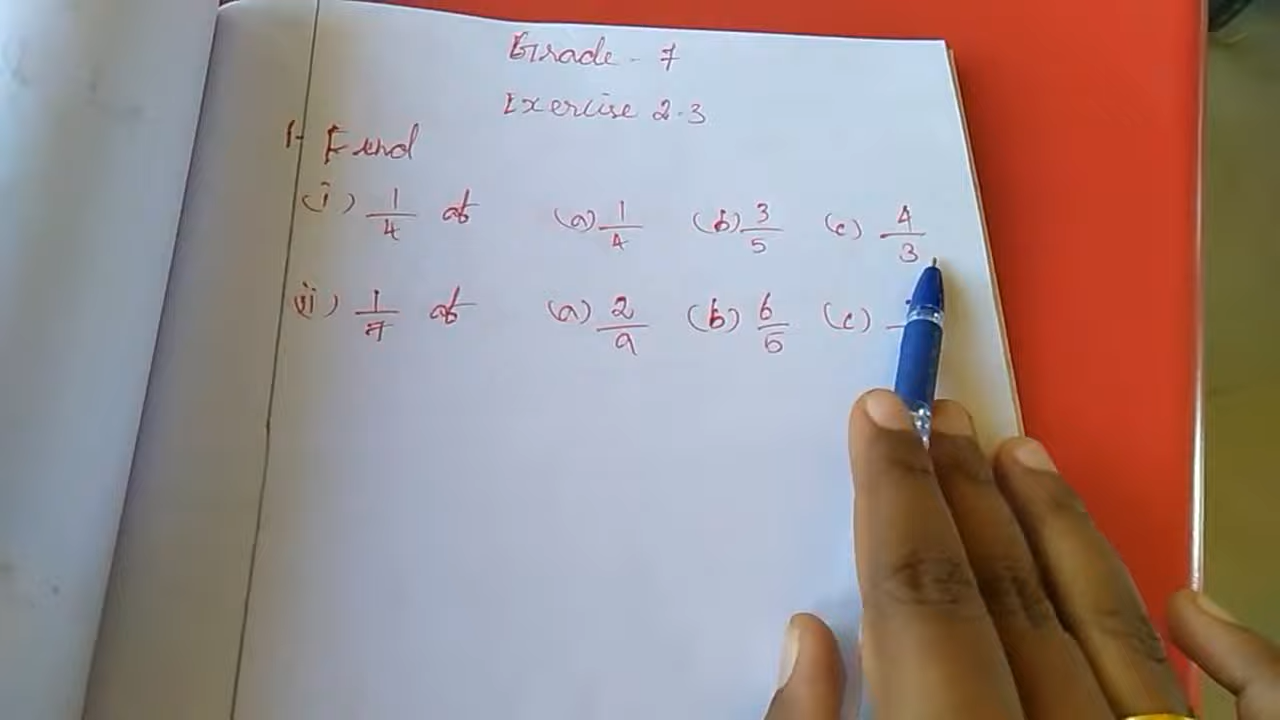 Grade - 7
Exercise 2.3
1- Find
(i) 1/4 of (a) 1/4 (b) 3/5 (c) 4/3
(ii) 1/7 of (a) 2/9 (b) 6/5 (c)